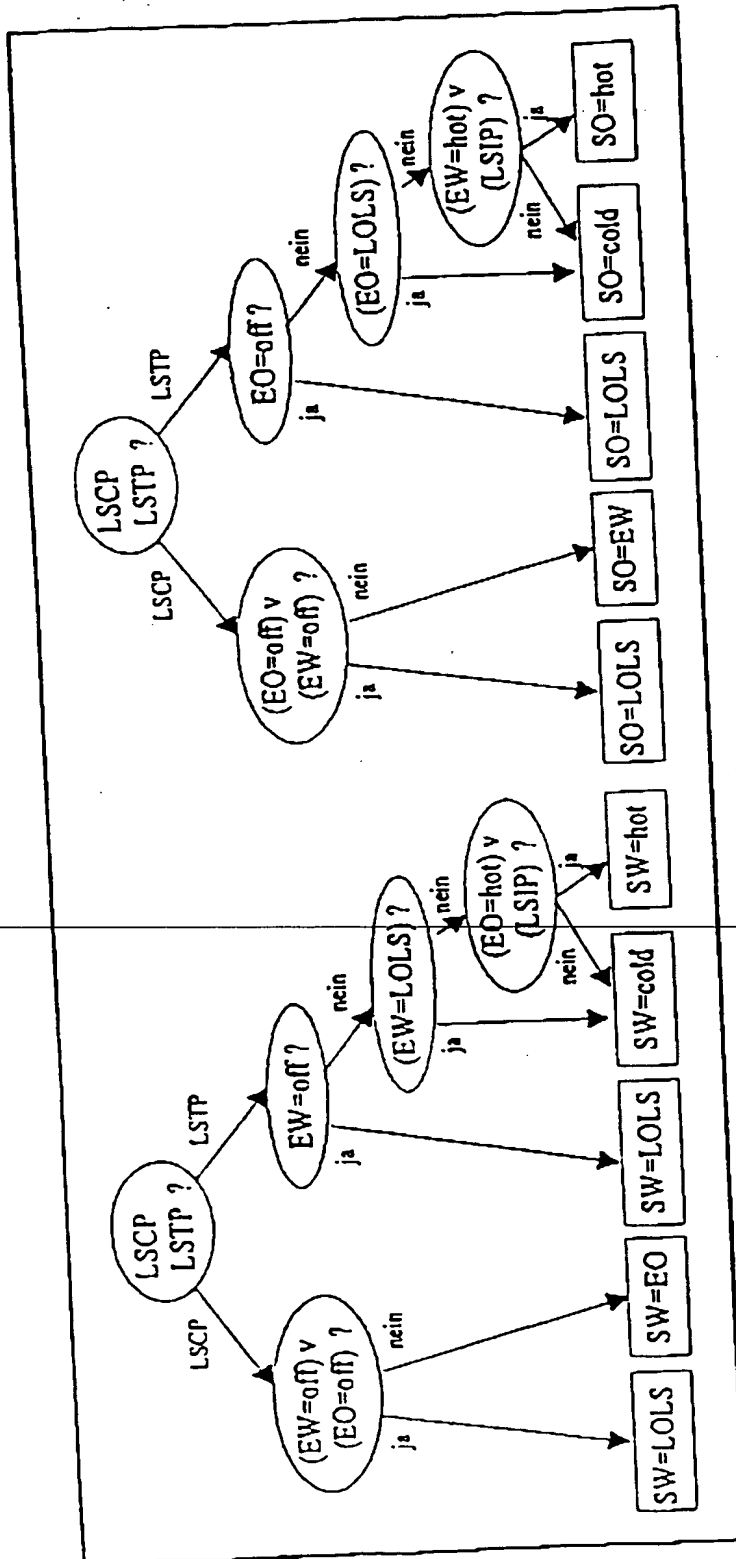 LSCP
LSTP ?
LSCP
LSTP
(EW=off) v
(EO=off) ?
EW=off ?
ja
nein
ja
nein
(EW=LOLS) ?
ja
nein
(EO=hot) v
(LSIP) ?
nein
ja
SW=LOLS
SW=EO
SW=LOLS
SW=cold
SW=hot
LSCP
LSTP ?
LSCP
LSTP
(EO=off) v
(EW=off) ?
EO=off ?
ja
nein
ja
nein
(EO=LOLS) ?
ja
nein
(EW=hot) v
(LSIP) ?
nein
ja
SO=LOLS
SO=EW
SO=LOLS
SO=cold
SO=hot